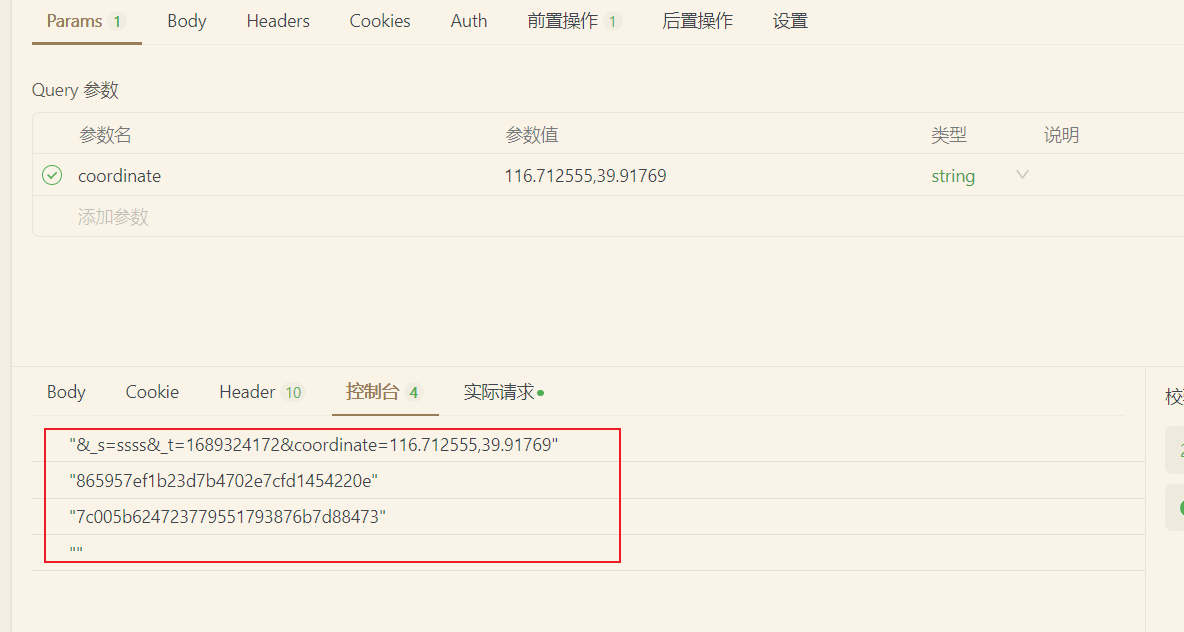 Params 1 Body Headers Cookies Auth 前置操作 1 后置操作 设置
Query 参数
参数名 参数值 类型 说明
coordinate 116.712555,39.91769 string
添加参数
Body Cookie Header 10 控制台 4 实际请求
"&_s=ssss&_t=1689324172&coordinate=116.712555,39.91769"
"865957ef1b23d7b4702e7cfd1454220e"
"7c005b624723779551793876b7d88473"
""